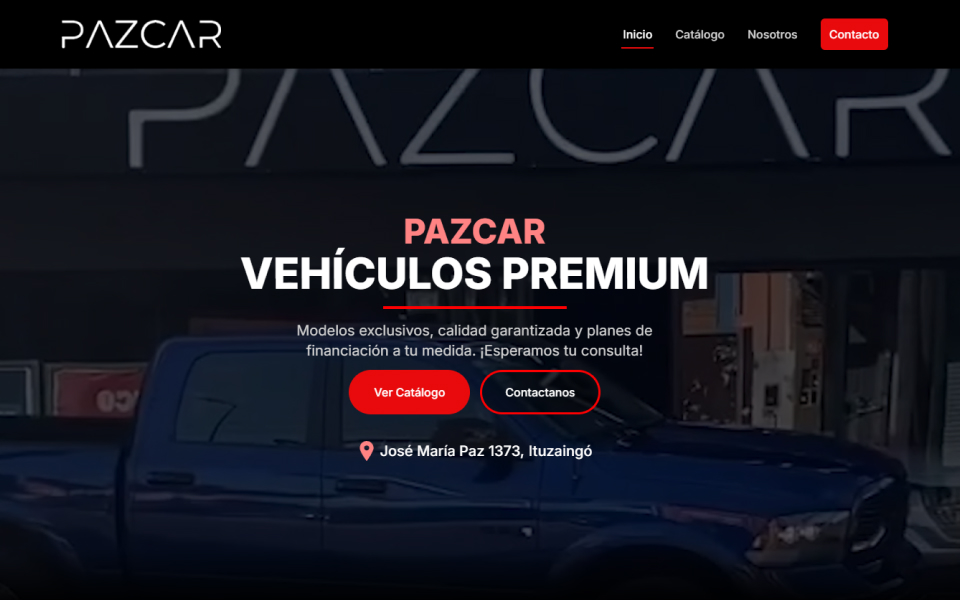 PAZCAR
Inicio
Catálogo
Nosotros
Contacto
PAZCAR
PAZCAR
VEHÍCULOS PREMIUM
Modelos exclusivos, calidad garantizada y planes de
financiación a tu medida. ¡Esperamos tu consulta!
Ver Catálogo
Contactanos
José María Paz 1373, Ituzaingó